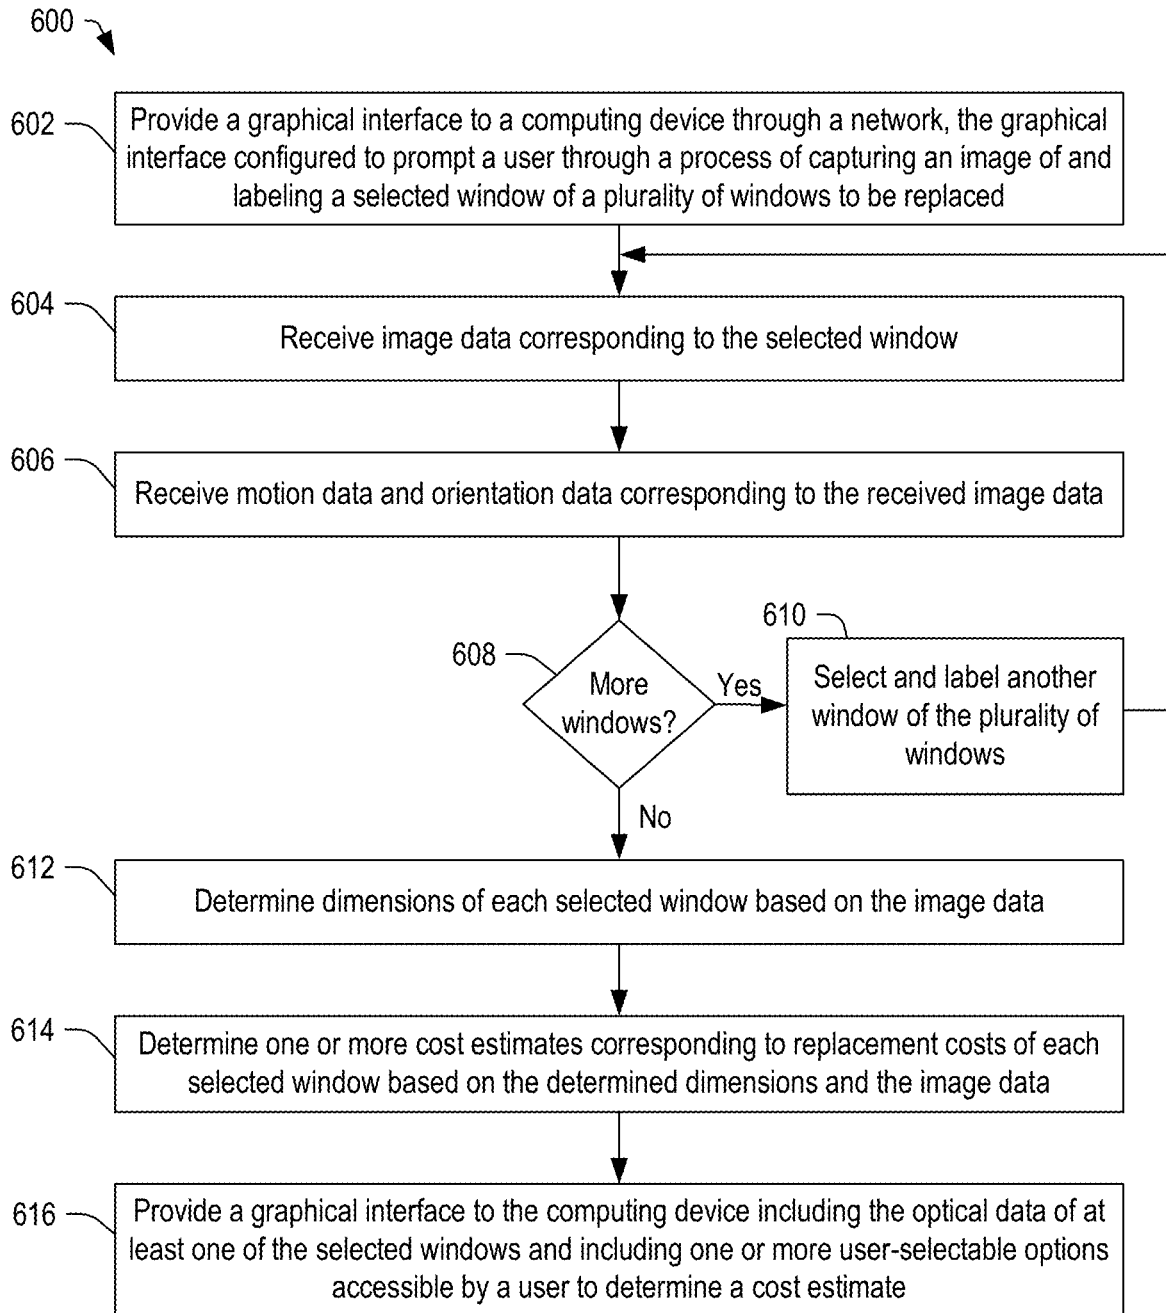 600
602
Provide a graphical interface to a computing device through a network, the graphical
interface configured to prompt a user through a process of capturing an image of and
labeling a selected window of a plurality of windows to be replaced
604
Receive image data corresponding to the selected window
606
Receive motion data and orientation data corresponding to the received image data
608
More
windows?
Yes
610
Select and label another
window of the plurality of
windows
No
612
Determine dimensions of each selected window based on the image data
614
Determine one or more cost estimates corresponding to replacement costs of each
selected window based on the determined dimensions and the image data
616
Provide a graphical interface to the computing device including the optical data of at
least one of the selected windows and including one or more user-selectable options
accessible by a user to determine a cost estimate